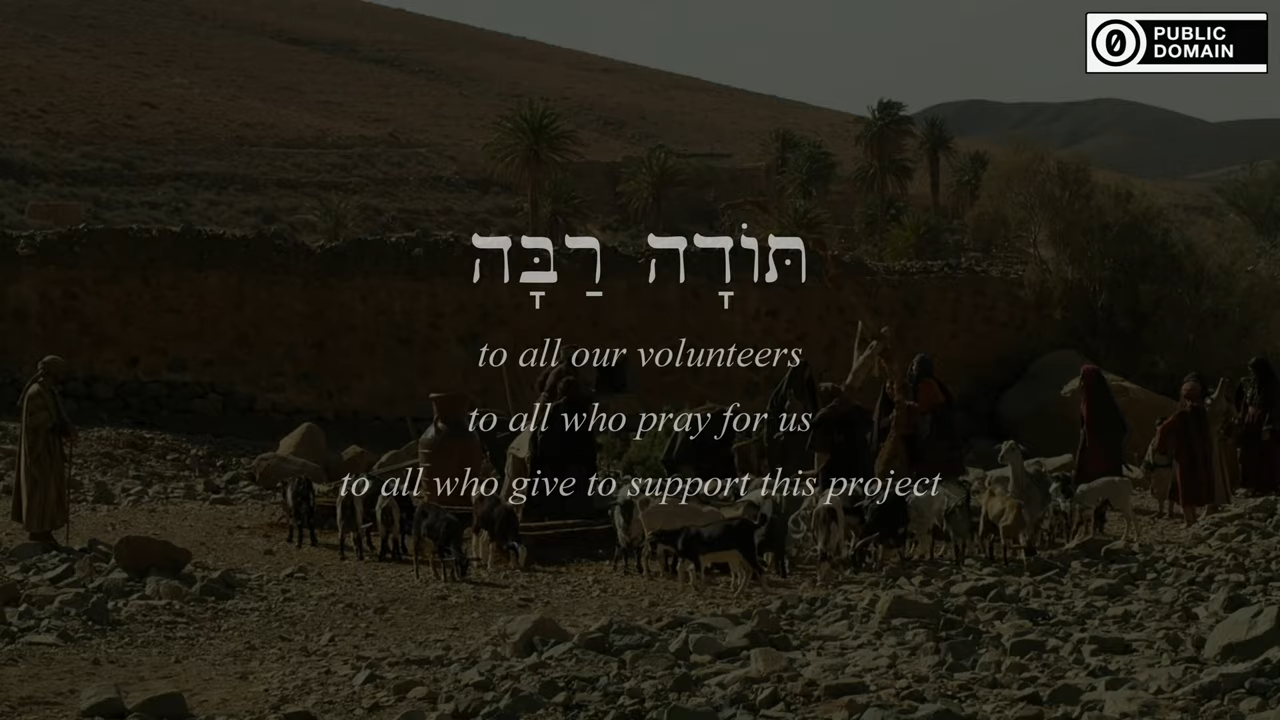 PUBLIC
DOMAIN
תּוֹדָה רַבָּה
to all our volunteers
to all who pray for us
to all who give to support this project